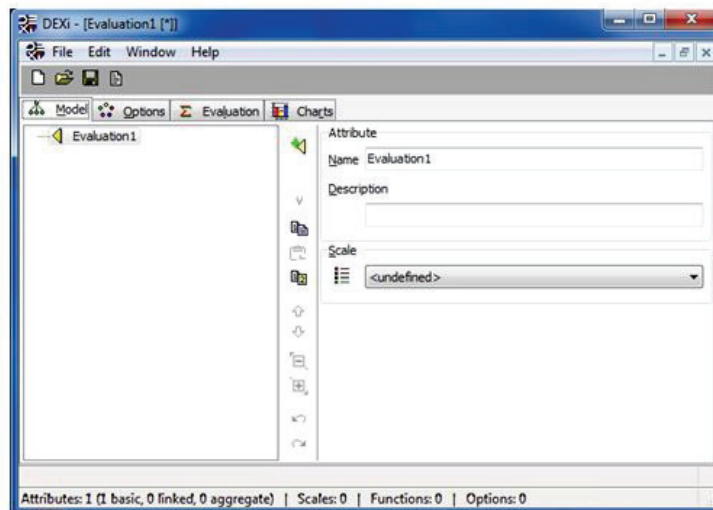 DEXi - [Evaluation1 [*]]
File Edit Window Help
Model Options Σ Evaluation Charts
Evaluation1
Attribute
Name Evaluation1
Description
Scale
<undefined>
Attributes: 1 (1 basic, 0 linked, 0 aggregate) | Scales: 0 | Functions: 0 | Options: 0